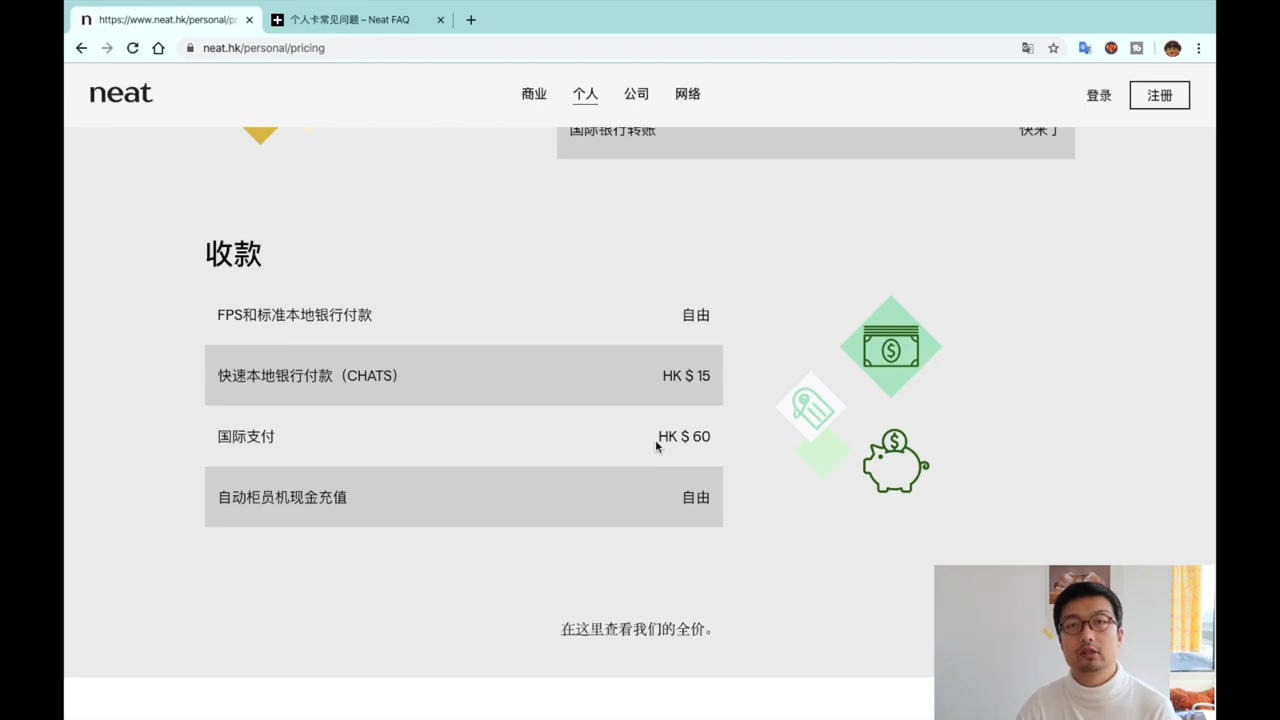 https://www.neat.hk/personal/pr
个人卡常见问题 – Neat FAQ
neat.hk/personal/pricing
neat
商业
个人
公司
网络
登录
注册
国际银行转账
快来了
收款
FPS和标准本地银行付款
自由
快速本地银行付款（CHATS）
HK $ 15
国际支付
HK $ 60
自动柜员机现金充值
自由
在这里查看我们的全价。